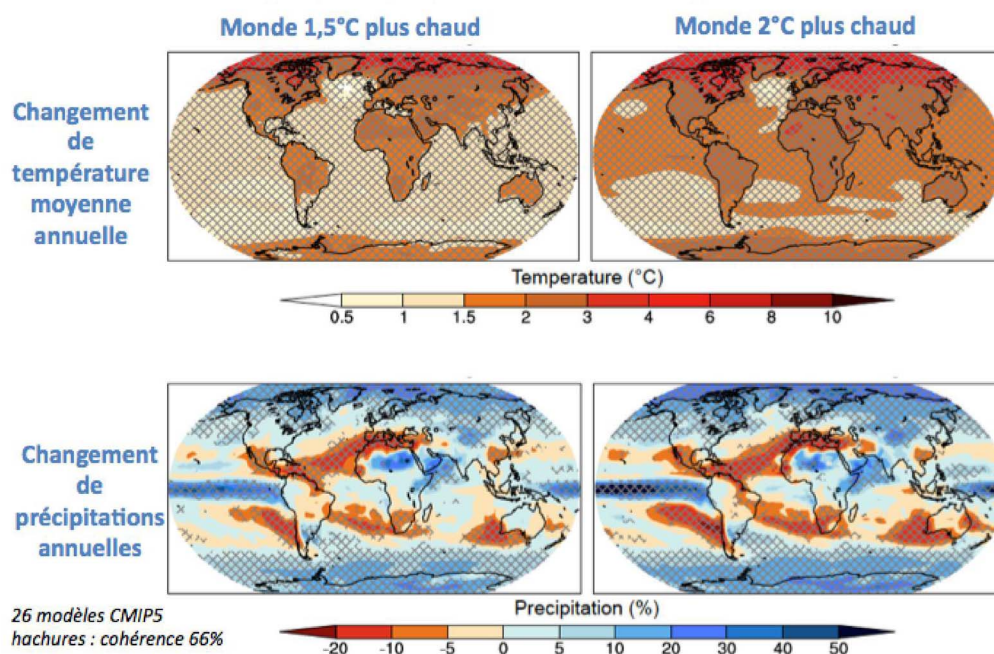 Monde 1,5°C plus chaud
Monde 2°C plus chaud
Changement
de
température
moyenne
annuelle
Temperature (°C)
0.5 1 1.5 2 3 4 6 8 10
Changement
de
précipitations
annuelles
26 modèles CMIP5
hachures : cohérence 66%
Precipitation (%)
-20 -10 -5 0 5 10 20 30 40 50